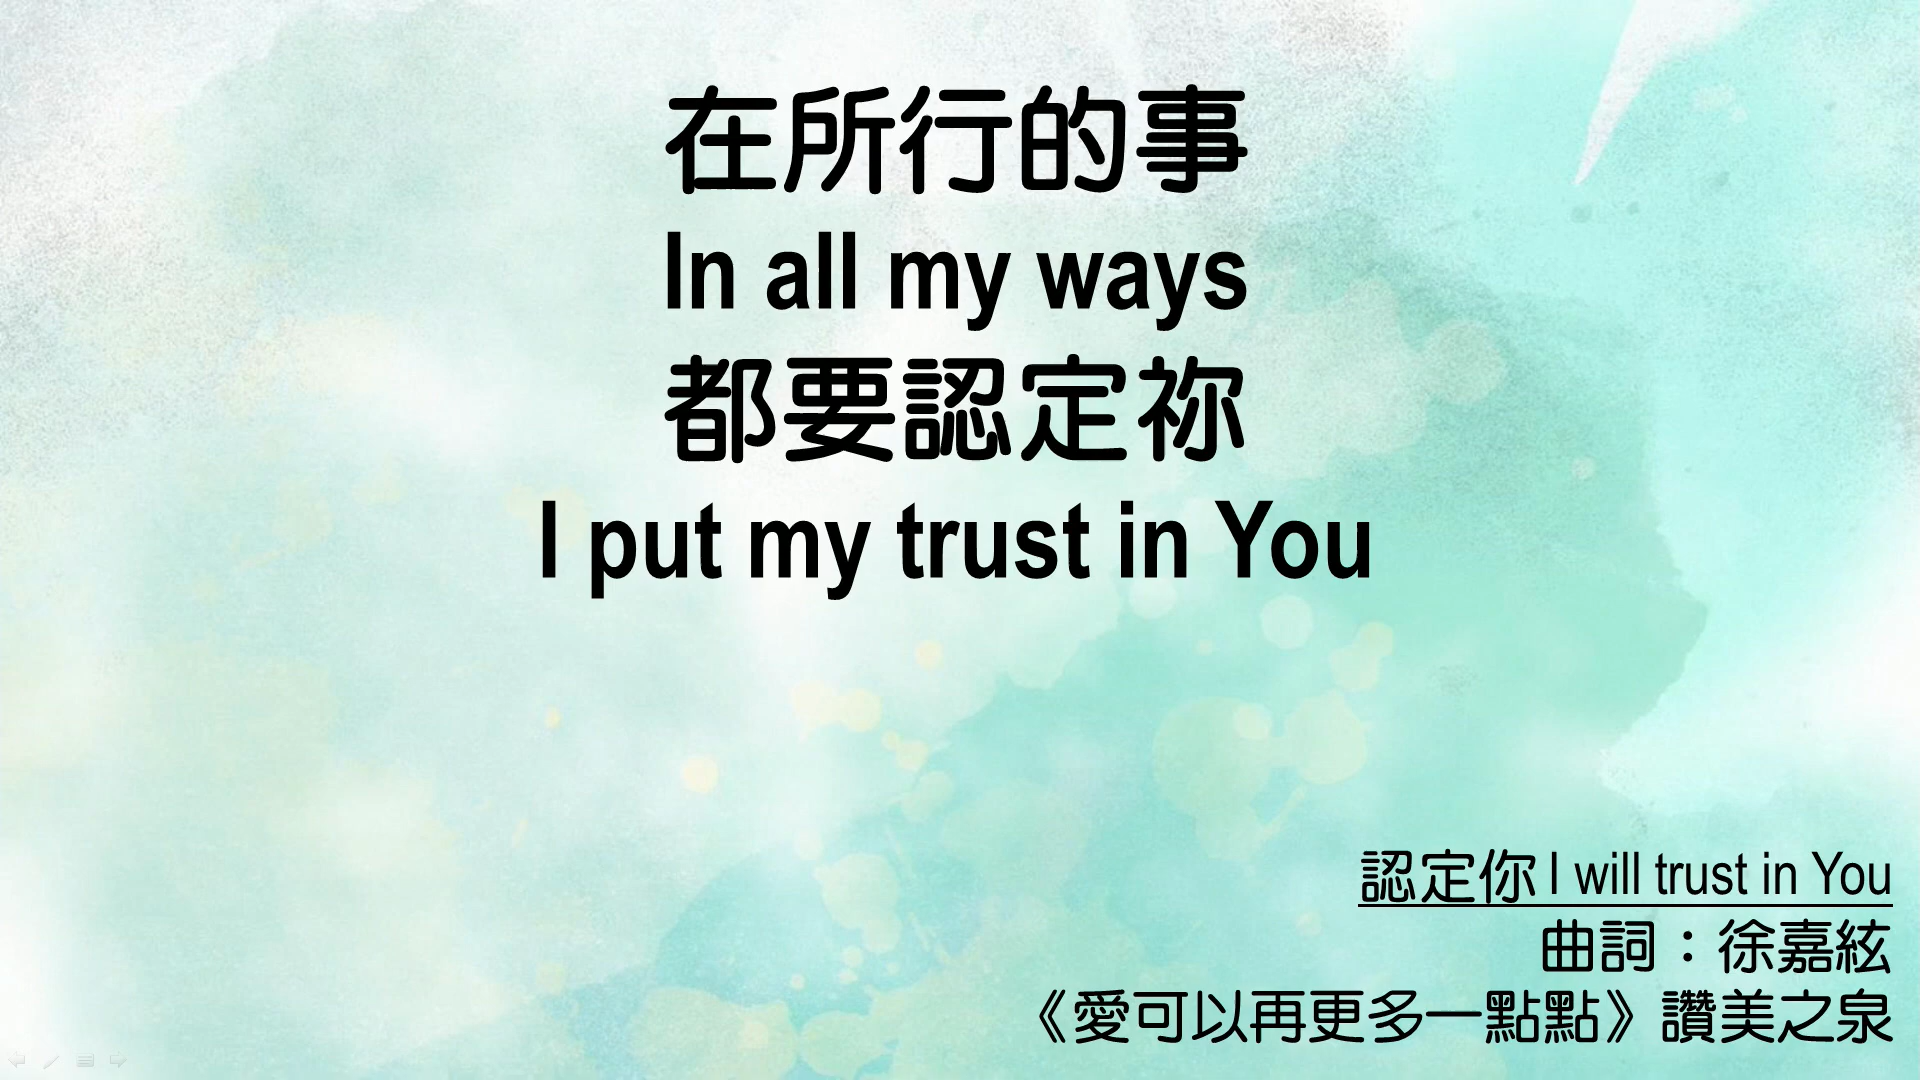 在所行的事
In all my ways
都要認定祢
I put my trust in You
認定你 I will trust in You
曲詞：徐嘉絃
《愛可以再更多一點點》讚美之泉